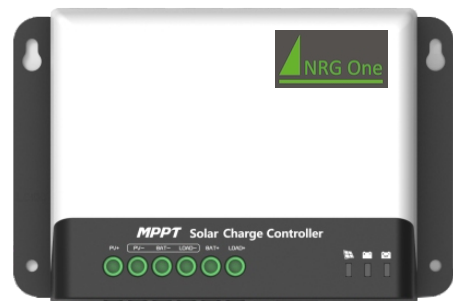 NRG One
MPPT Solar Charge Controller
PV+ PV− BAT− LOAD− BAT+ LOAD+